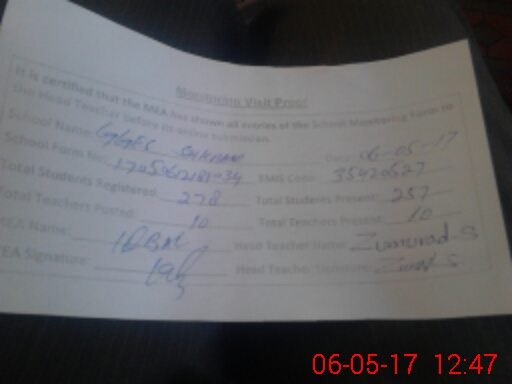 Monitoring Visit Proof
It is certified that the MEA has shown all entries of the School Monitoring Form to
the Head Teacher before its online submission.
School Name: Date: 06-05-17
School Form No: EMIS Code: 35420527
Total Students Registered: 278 Total Students Present: 257
Total Teachers Posted: 10 Total Teachers Present: 10
MEA Name: IQBAL Head Teacher Name: Zumurad-S
MEA Signature: Head Teacher Signature:
06-05-17 12:47